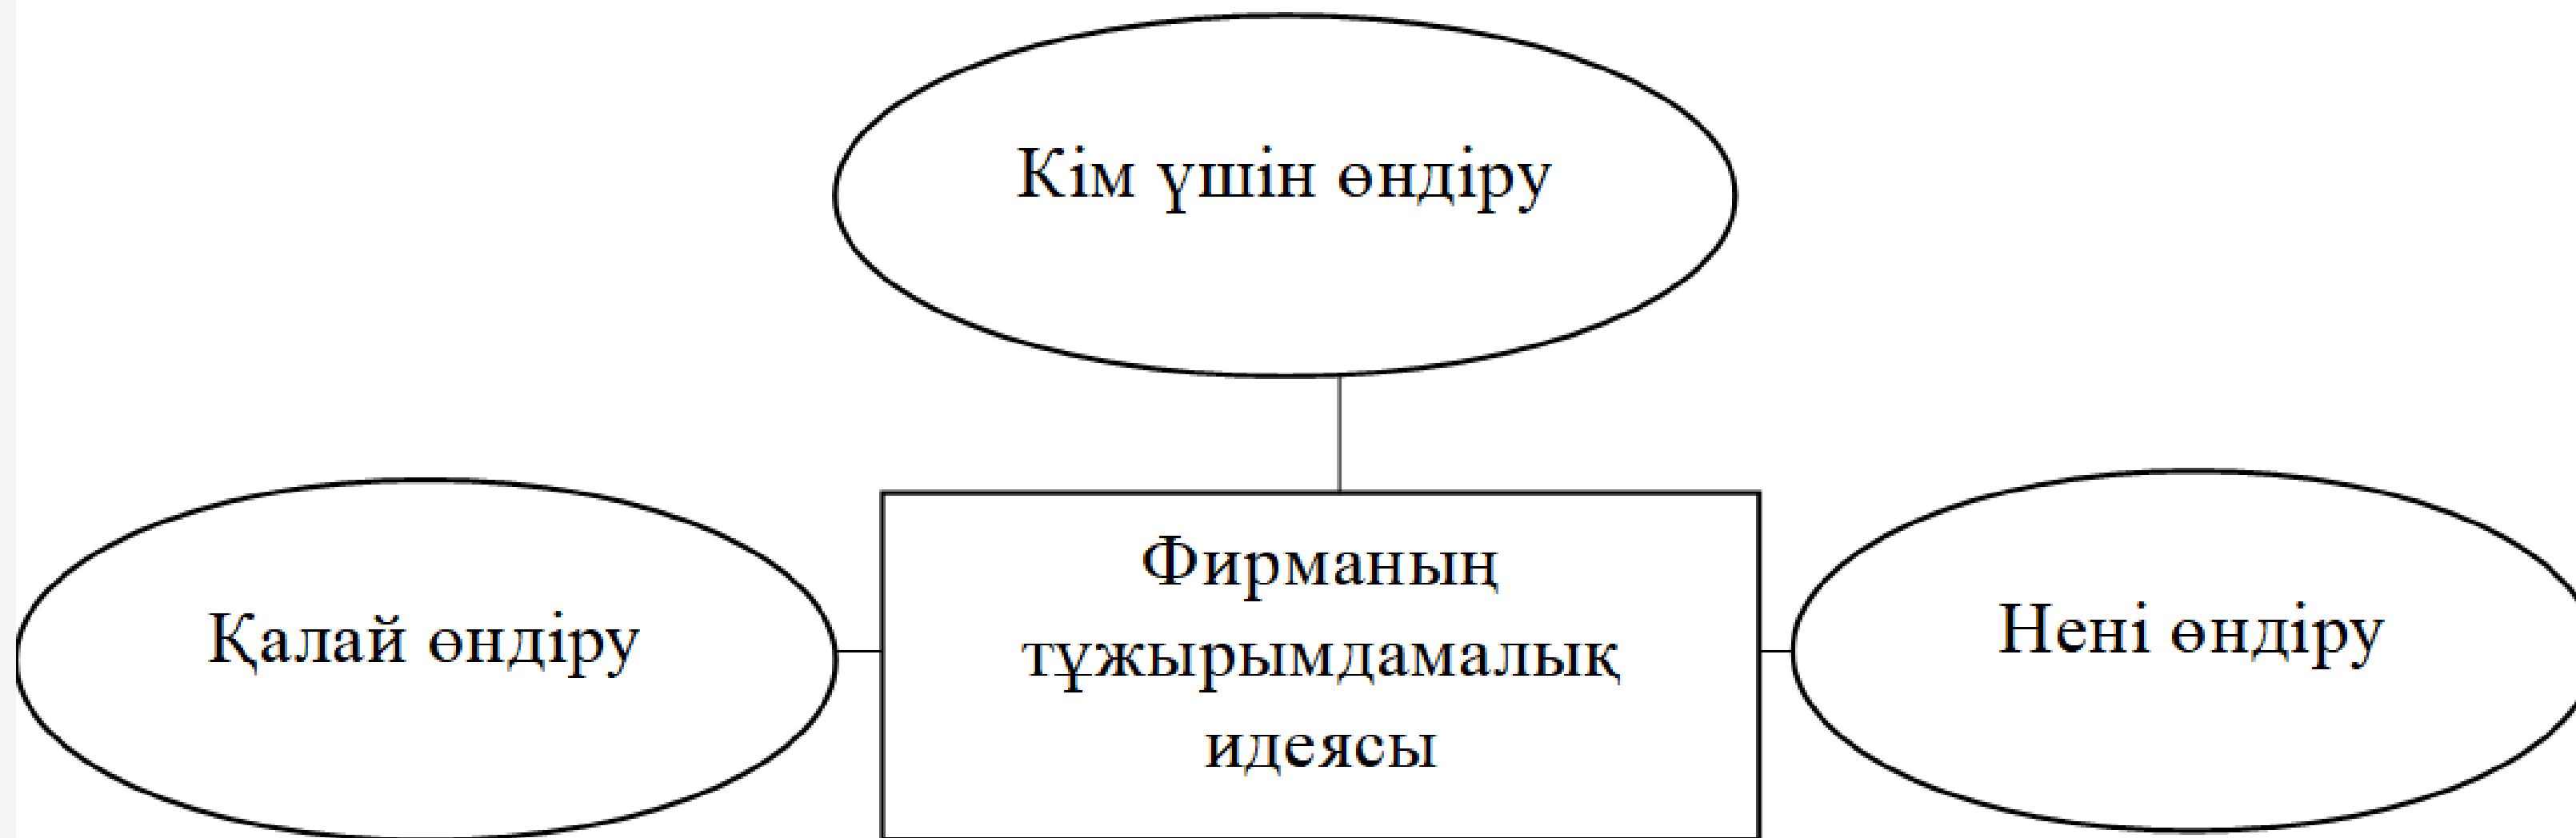 Кім үшін өндіру
Қалай өндіру
Фирманың
тұжырымдамалық
идеясы
Нені өндіру